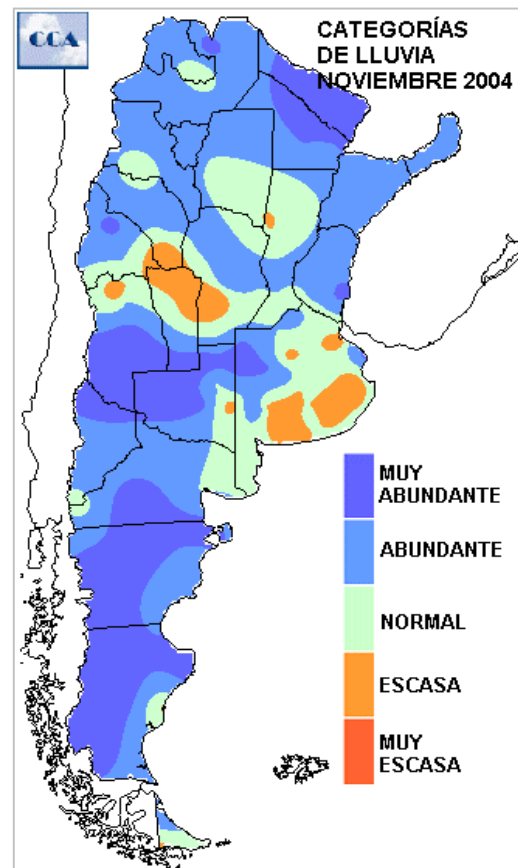 CCA
CATEGORÍAS
DE LLUVIA
NOVIEMBRE 2004
MUY
ABUNDANTE
ABUNDANTE
NORMAL
ESCASA
MUY
ESCASA